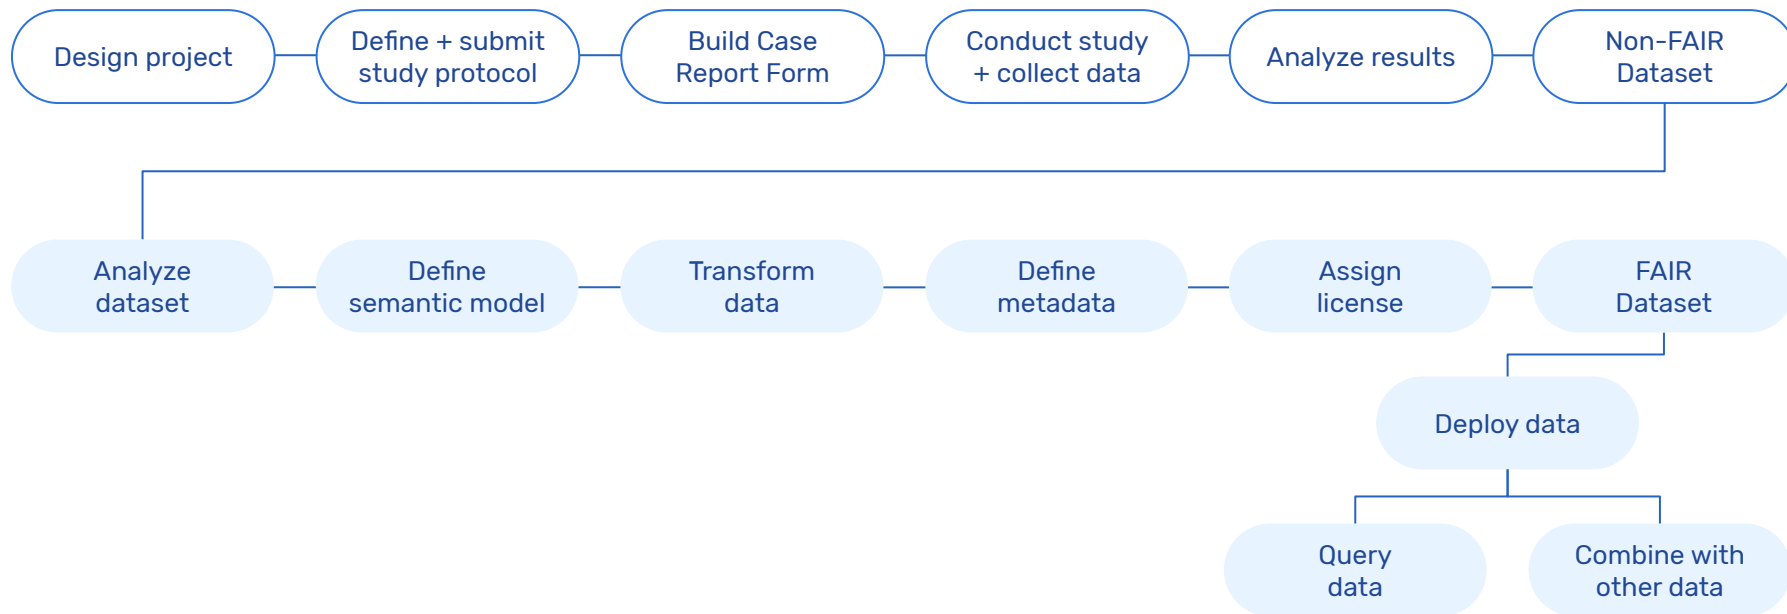 Design project
Define + submit
study protocol
Build Case
Report Form
Conduct study
+ collect data
Analyze results
Non-FAIR
Dataset
Analyze
dataset
Define
semantic model
Transform
data
Define
metadata
Assign
license
FAIR
Dataset
Deploy data
Query
data
Combine with
other data